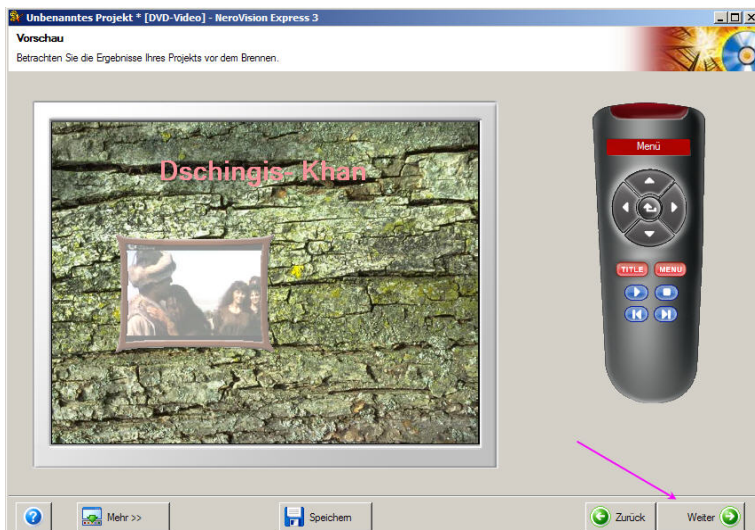 Unbenanntes Projekt * [DVD-Video] - NeroVision Express 3
Vorschau
Betrachten Sie die Ergebnisse Ihres Projekts vor dem Brennen.
Dschingis- Khan
Menü
TITLE MENU
Mehr >> Speichern Zurück Weiter